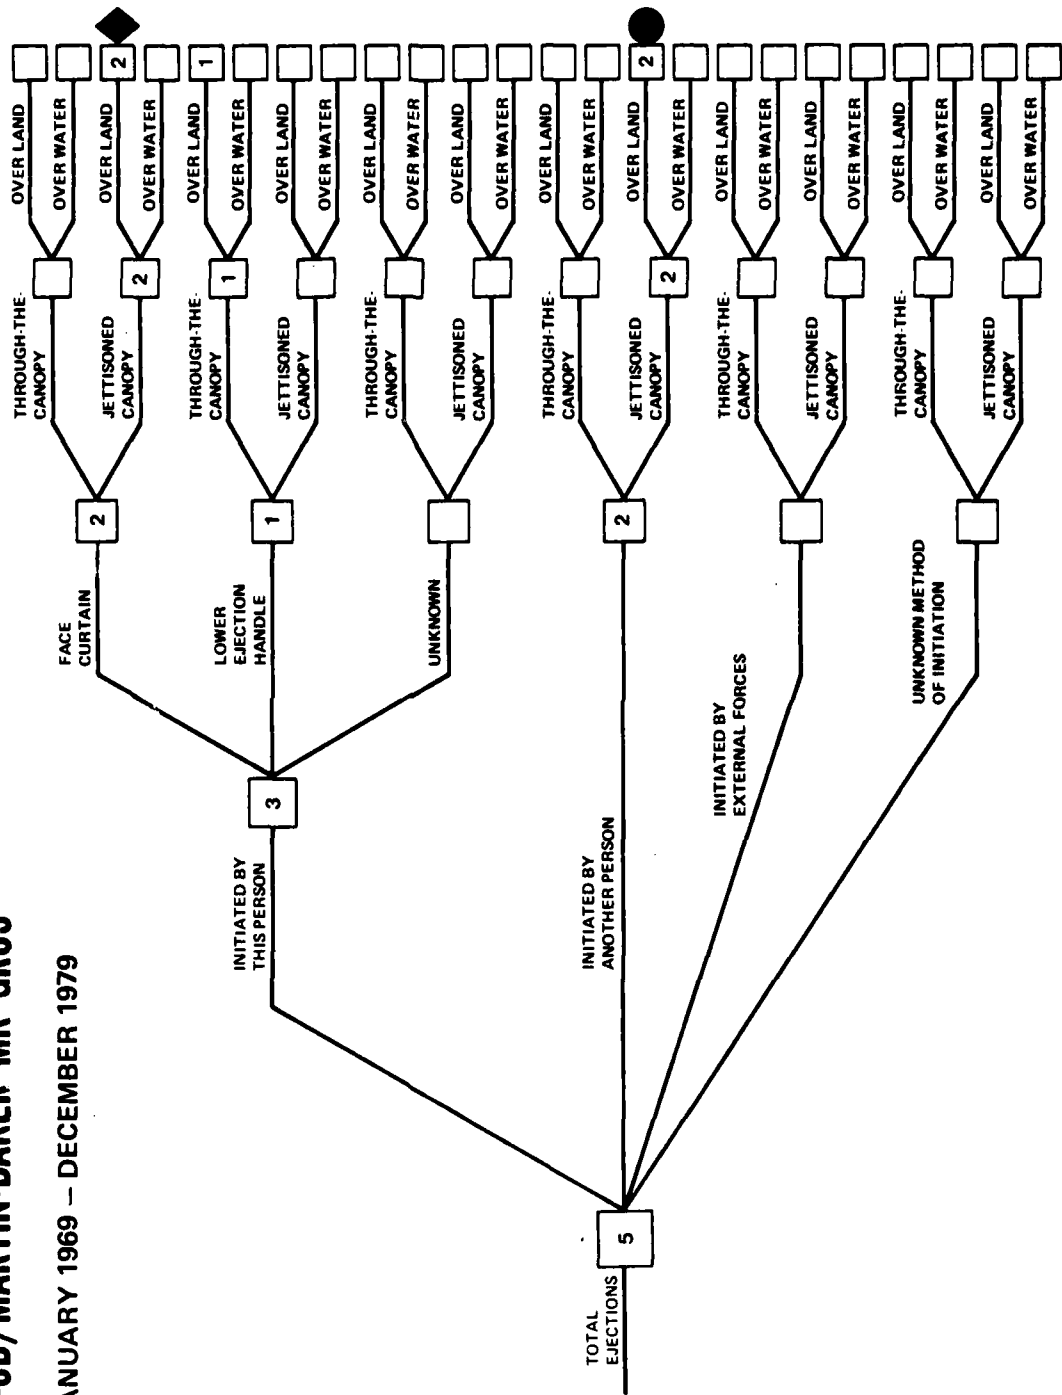 MARTIN-BAKER
ANUARY 1969 – DECEMBER 1979
TOTAL
EJECTIONS
5
INITIATED BY
THIS PERSON
3
FACE
CURTAIN
2
THROUGH-THE-
CANOPY
OVER LAND
OVER WATER
JETTISONED
CANOPY
2
OVER LAND
2
OVER WATER
LOWER
EJECTION
HANDLE
1
THROUGH-THE-
CANOPY
1
OVER LAND
1
OVER WATER
JETTISONED
CANOPY
OVER LAND
OVER WATER
UNKNOWN
THROUGH-THE-
CANOPY
OVER LAND
OVER WATER
JETTISONED
CANOPY
OVER LAND
OVER WATER
INITIATED BY
ANOTHER PERSON
2
THROUGH-THE-
CANOPY
OVER LAND
OVER WATER
JETTISONED
CANOPY
2
OVER LAND
2
OVER WATER
INITIATED BY
EXTERNAL FORCES
THROUGH-THE-
CANOPY
OVER LAND
OVER WATER
JETTISONED
CANOPY
OVER LAND
OVER WATER
UNKNOWN METHOD
OF INITIATION
THROUGH-THE-
CANOPY
OVER LAND
OVER WATER
JETTISONED
CANOPY
OVER LAND
OVER WATER